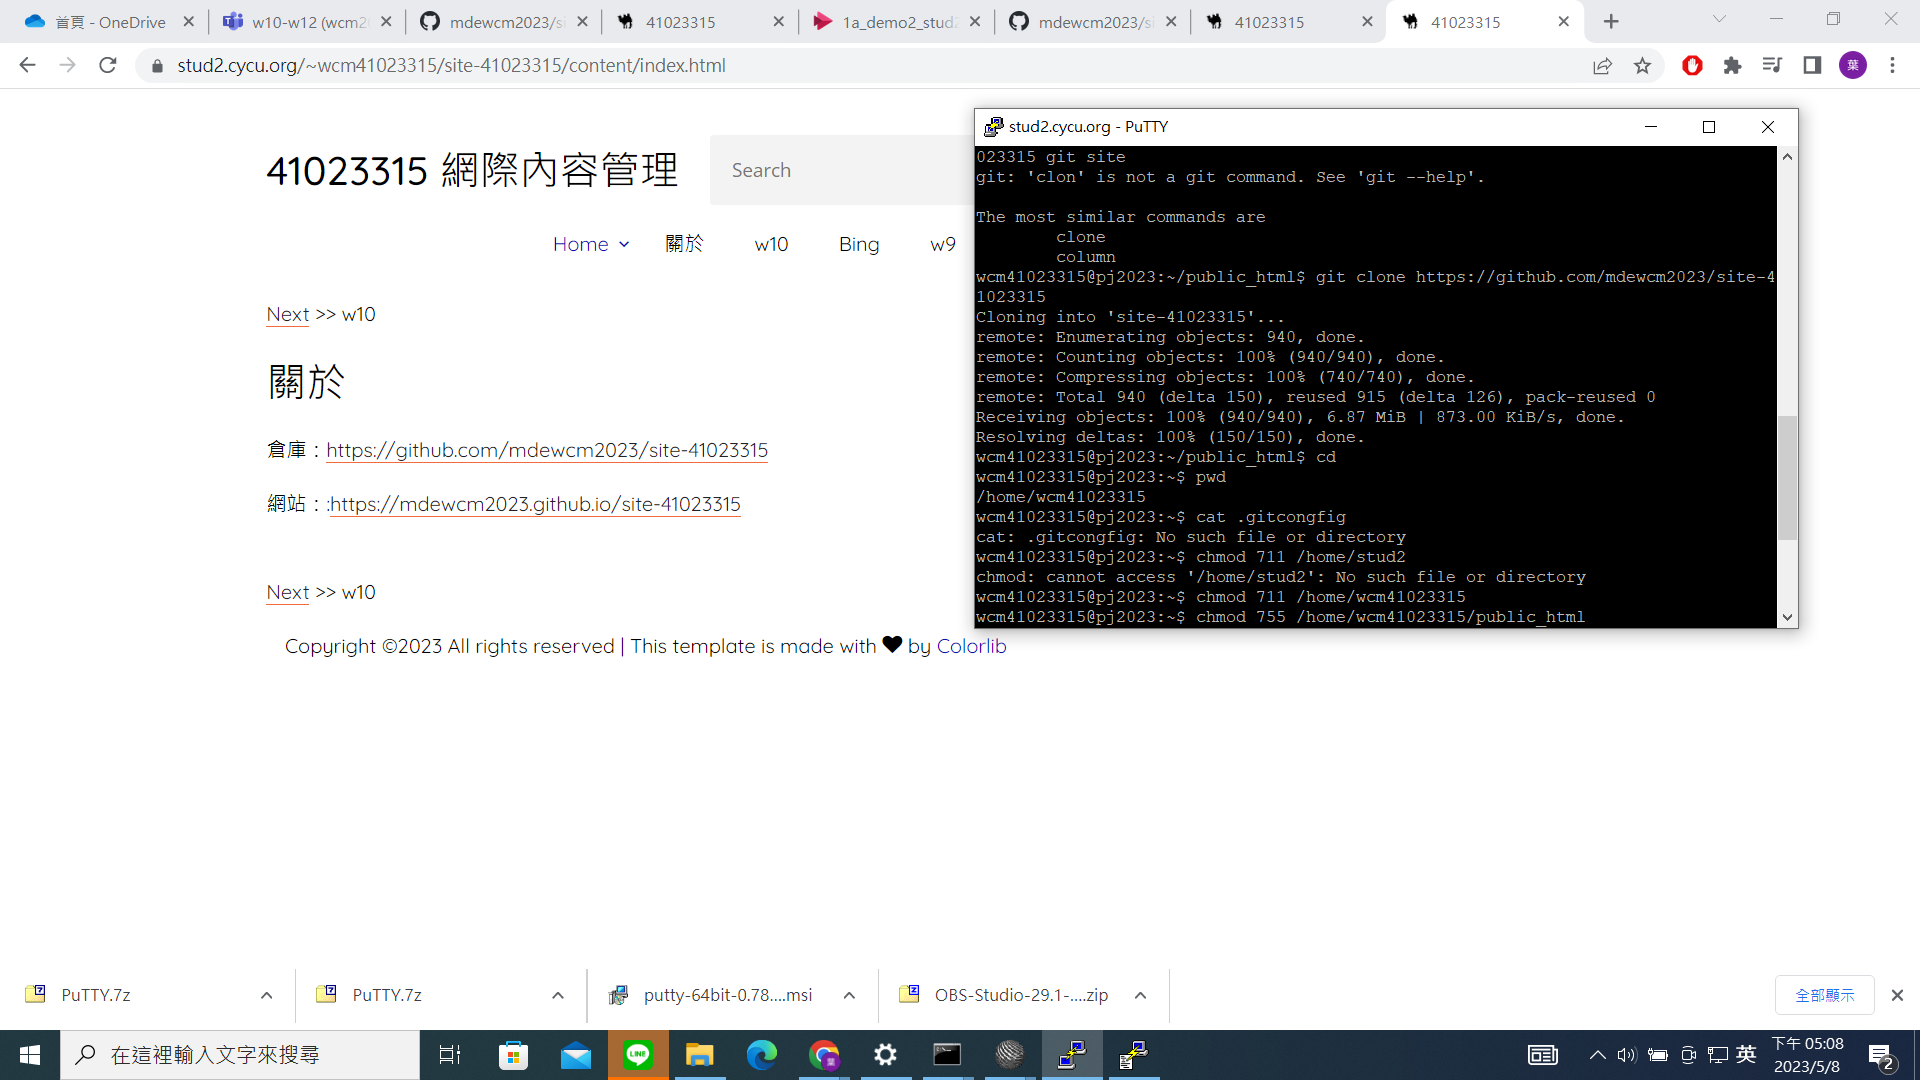 首頁 - OneDrive
w10-w12 (wcm2
mdewcm2023/si
41023315
1a_demo2_stud2
mdewcm2023/si
41023315
41023315
stud2.cycu.org/~wcm41023315/site-41023315/content/index.html
葉
41023315 網際內容管理
Search
Home
關於
w10
Bing
w9
Next >> w10
關於
倉庫：https://github.com/mdewcm2023/site-41023315
網站：:https://mdewcm2023.github.io/site-41023315
Next >> w10
Copyright ©2023 All rights reserved | This template is made with ♥ by Colorlib
stud2.cycu.org - PuTTY
023315 git site
git: 'clon' is not a git command. See 'git --help'.
The most similar commands are
clone
column
wcm41023315@pj2023:~/public_html$ git clone https://github.com/mdewcm2023/site-4
1023315
Cloning into 'site-41023315'...
remote: Enumerating objects: 940, done.
remote: Counting objects: 100% (940/940), done.
remote: Compressing objects: 100% (740/740), done.
remote: Total 940 (delta 150), reused 915 (delta 126), pack-reused 0
Receiving objects: 100% (940/940), 6.87 MiB | 873.00 KiB/s, done.
Resolving deltas: 100% (150/150), done.
wcm41023315@pj2023:~/public_html$ cd
wcm41023315@pj2023:~$ pwd
/home/wcm41023315
wcm41023315@pj2023:~$ cat .gitcongfig
cat: .gitcongfig: No such file or directory
wcm41023315@pj2023:~$ chmod 711 /home/stud2
chmod: cannot access '/home/stud2': No such file or directory
wcm41023315@pj2023:~$ chmod 711 /home/wcm41023315
wcm41023315@pj2023:~$ chmod 755 /home/wcm41023315/public_html
PuTTY.7z
PuTTY.7z
putty-64bit-0.78....msi
OBS-Studio-29.1-....zip
全部顯示
在這裡輸入文字來搜尋
LINE
葉
英
下午 05:08
2023/5/8
2